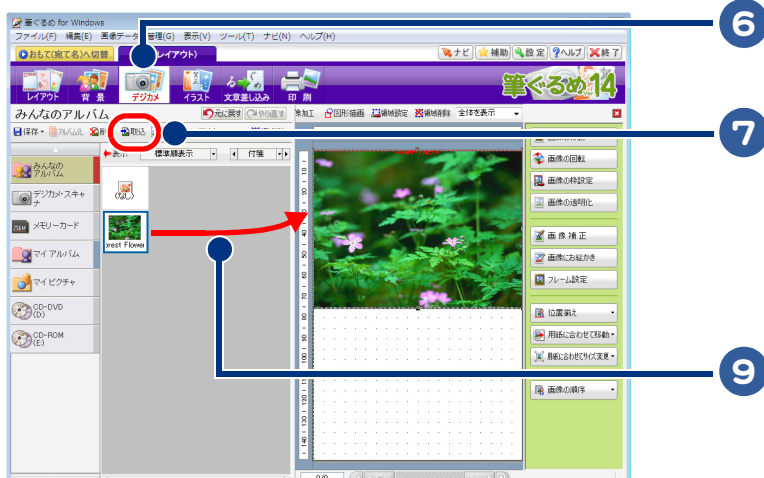 筆ぐるめ for Windows
ファイル(F) 編集(E) 画像データ 管理(G) 表示(V) ツール(T) ナビ(N) ヘルプ(H)
おもて(宛て名)へ切替
レイアウト)
ナビ 補助 設定 ?ヘルプ 終了
レイアウト 背景 デジカメ イラスト 文章差し込み 印刷
筆ぐるめ14
みんなのアルバム
元に戻す やり直す
加工 図形描画 領域設定 領域削除 全体を表示
保存 取込
表示 標準順表示 付箋
みんなの
アルバム
デジカメ・スキャ
ナ
メモリーカード
マイ アルバム
マイ ピクチャ
CD-DVD
(D)
CD-ROM
(E)
(なし)
orest Flower
画像の回転
画像の枠設定
画像の透明化
画像補正
画像にお絵かき
フレーム設定
位置揃え
用紙に合わせて移動
用紙に合わせてサイズ変更
画像の順序
6
7
9